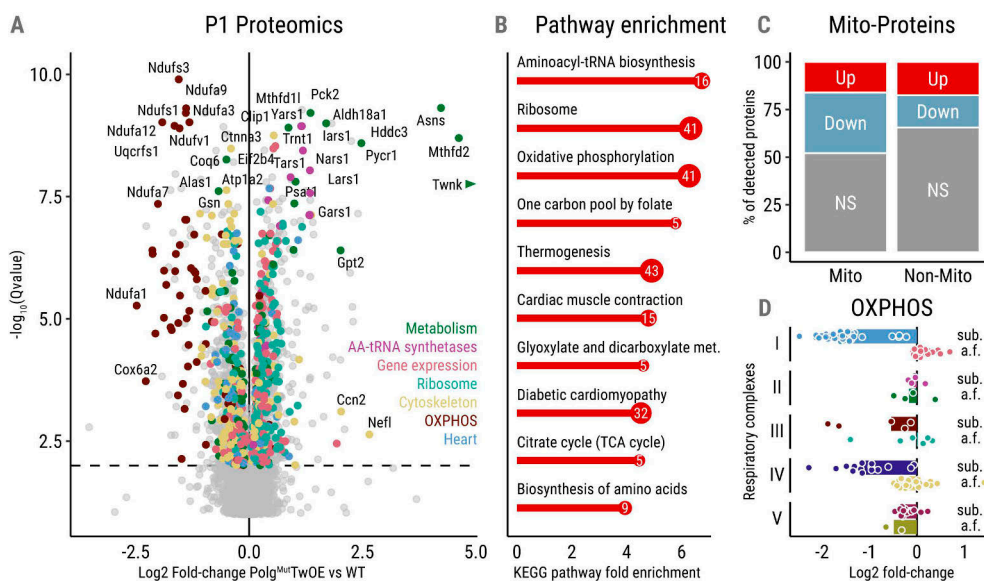 A
P1 Proteomics
10.0
7.5
5.0
2.5
-log10(Qvalue)
Ndufs3
Ndufa9
Ndufs1
Ndufa3
Ndufa12
Ndufv1
Uqcrfs1
Mthfd1l
Pck2
Clip1
Yars1
Aldh18a1
Asns
Ctnna3
Trnt1
Iars1
Hddc3
Coq6
Eif2b4
Tars1
Nars1
Pycr1
Mthfd2
Alas1
Atp1a2
Lars1
Twnk
Ndufa7
Gsn
Psat1
Gars1
Gpt2
Ndufa1
Cox6a2
Ccn2
Nefl
Metabolism
AA-tRNA synthetases
Gene expression
Ribosome
Cytoskeleton
OXPHOS
Heart
-2.5
0.0
2.5
5.0
Log2 Fold-change PolgMutTwOE vs WT
B
Pathway enrichment
Aminoacyl-tRNA biosynthesis
16
Ribosome
41
Oxidative phosphorylation
41
One carbon pool by folate
5
Thermogenesis
43
Cardiac muscle contraction
15
Glyoxylate and dicarboxylate met.
5
Diabetic cardiomyopathy
32
Citrate cycle (TCA cycle)
5
Biosynthesis of amino acids
9
0
2
4
6
KEGG pathway fold enrichment
C
Mito-Proteins
% of detected proteins
100
75
50
25
0
Up
Down
NS
Up
Down
NS
Mito
Non-Mito
D
OXPHOS
Respiratory complexes
I
sub.
a.f.
II
sub.
a.f.
III
sub.
a.f.
IV
sub.
a.f.
V
sub.
a.f.
-2
-1
0
1
Log2 fold-change